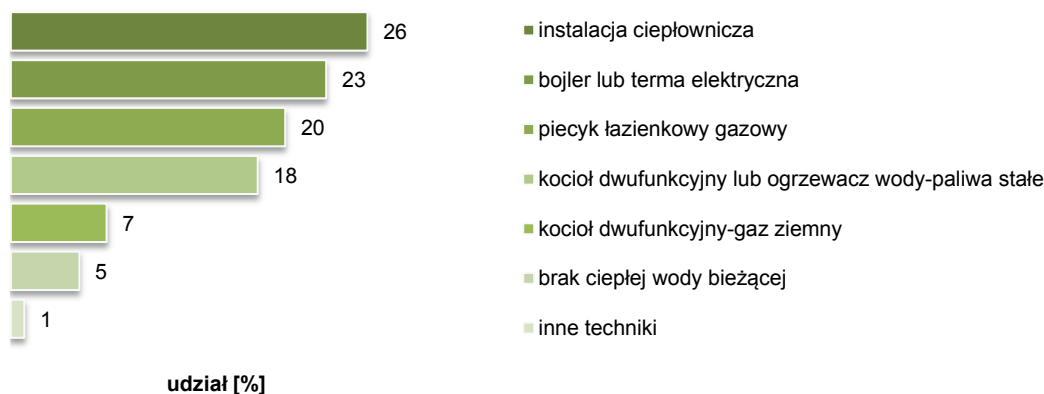 26 instalacja ciepłownicza
23 bojler lub terma elektryczna
20 piecyk łazienkowy gazowy
18 kocioł dwufunkcyjny lub ogrzewacz wody-paliwa stałe
7 kocioł dwufunkcyjny-gaz ziemny
5 brak ciepłej wody bieżącej
1 inne techniki
udział [%]